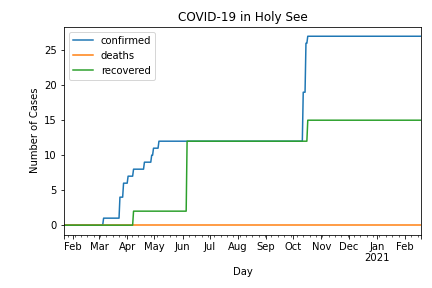 COVID-19 in Holy See
confirmed
deaths
recovered
Number of Cases
25
20
15
10
5
0
Feb Mar Apr May Jun Jul Aug Sep Oct Nov Dec Jan Feb
2021
Day